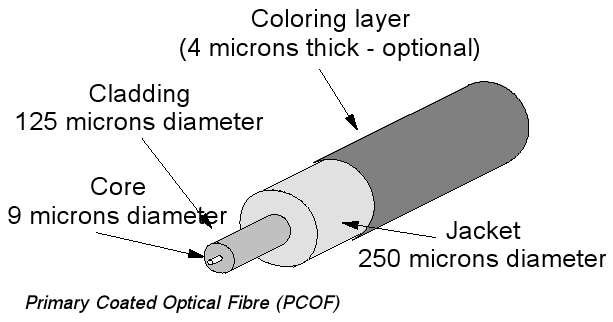 Coloring layer
(4 microns thick - optional)
Cladding
125 microns diameter
Core
9 microns diameter
Jacket
250 microns diameter
Primary Coated Optical Fibre (PCOF)